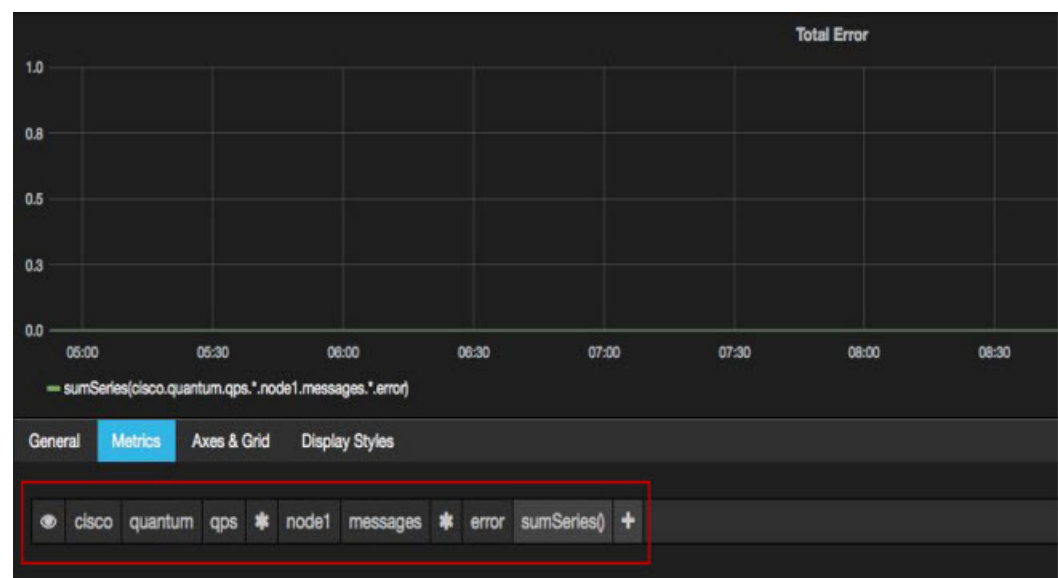 Total Error
1.0
0.8
0.5
0.3
0.0
05:00 05:30 06:00 06:30 07:00 07:30 08:00 08:30
sumSeries(cisco.quantum.qps.*.node1.messages.*.error)
General Metrics Axes & Grid Display Styles
cisco quantum qps * node1 messages * error sumSeries() +